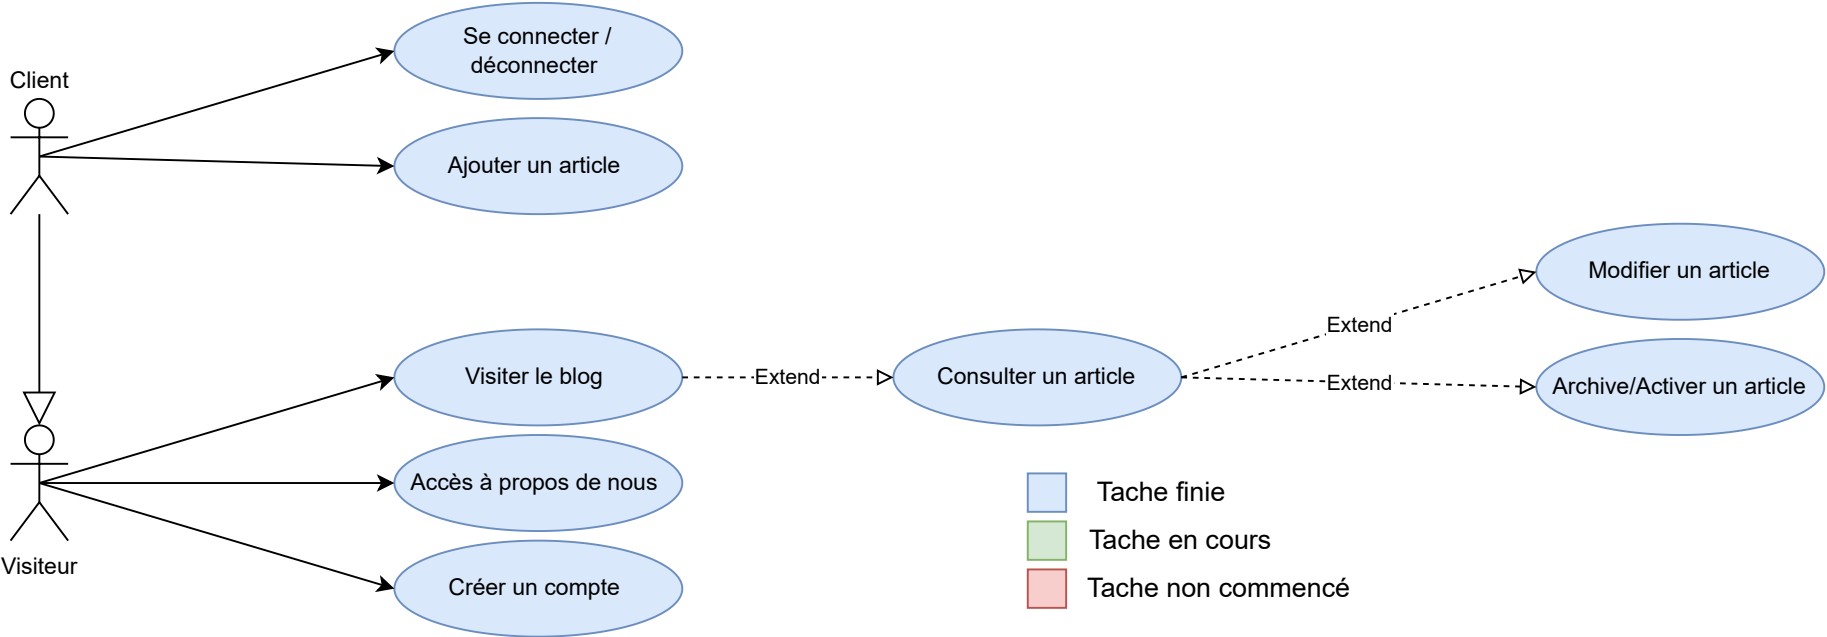 Client
Se connecter /
déconnecter
Ajouter un article
Modifier un article
Extend
Visiter le blog
Extend
Consulter un article
Extend
Archive/Activer un article
Accès à propos de nous
Tache finie
Tache en cours
Visiteur
Créer un compte
Tache non commencé